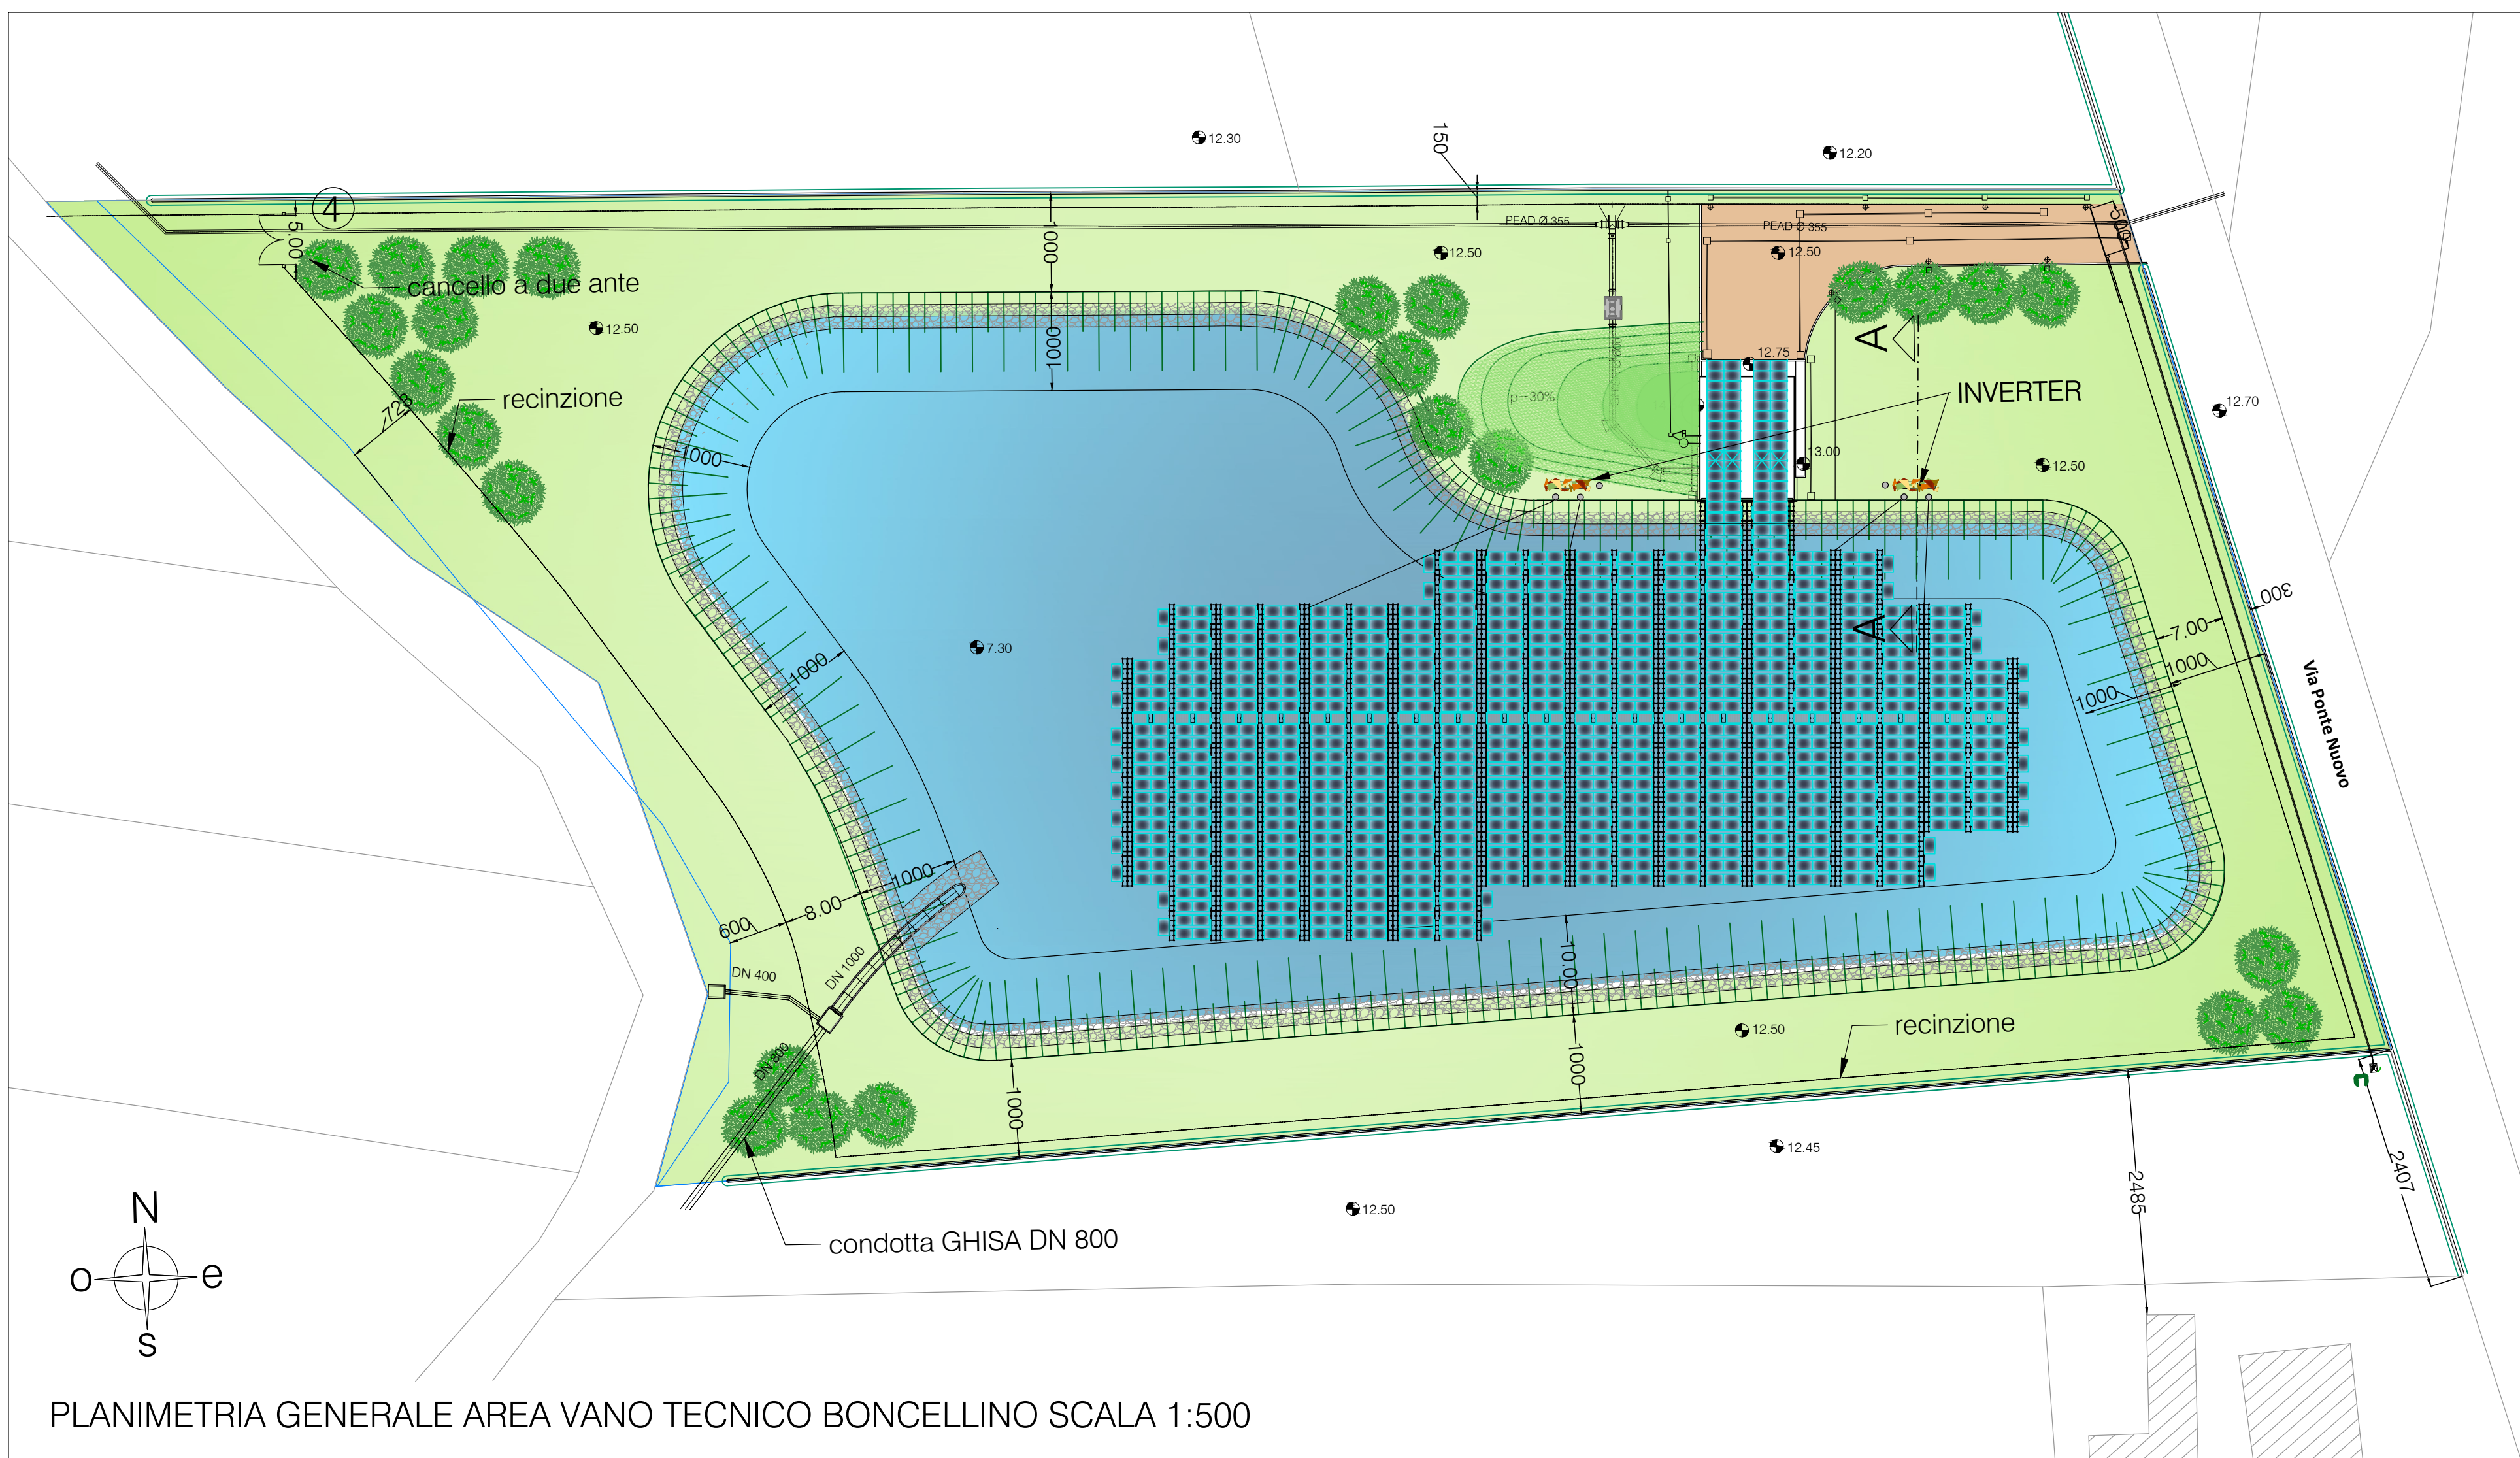 12.30
150
12.20
4
5.00
1000
PEAD Ø 355
PEAD Ø 355
500
12.50
12.50
cancello a due ante
12.50
1000
A
12.75
INVERTER
recinzione
728
p=30%
12.70
1000
13.00
12.50
300
7.00
A
7.30
1000
1000
1000
Via Ponte Nuovo
1000
8.00
600
DN 400
DN 1000
10.00
12.50
recinzione
DN 800
1000
1000
12.45
2485
2407
12.50
condotta GHISA DN 800
N
o
e
s
PLANIMETRIA GENERALE AREA VANO TECNICO BONCELLINO SCALA 1:500